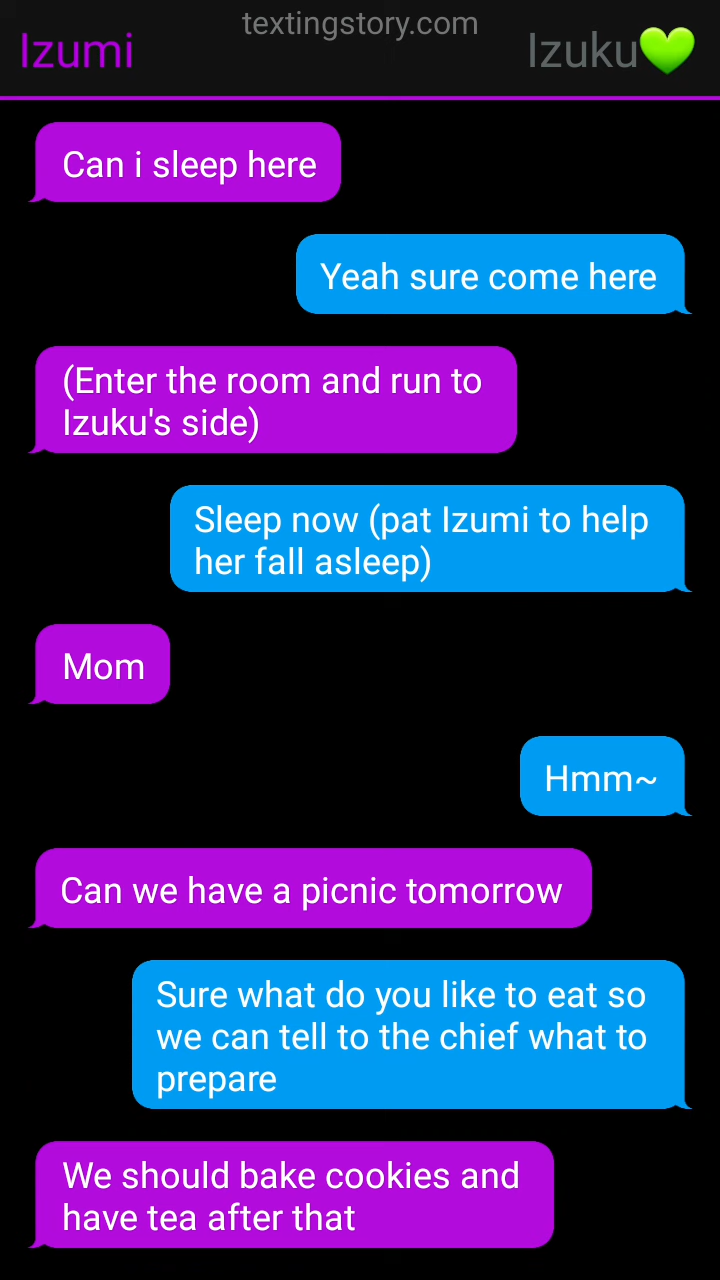 textingstory.com
Izumi
Izuku💚
Can i sleep here
Yeah sure come here
(Enter the room and run to
Izuku's side)
Sleep now (pat Izumi to help
her fall asleep)
Mom
Hmm~
Can we have a picnic tomorrow
Sure what do you like to eat so
we can tell to the chief what to
prepare
We should bake cookies and
have tea after that